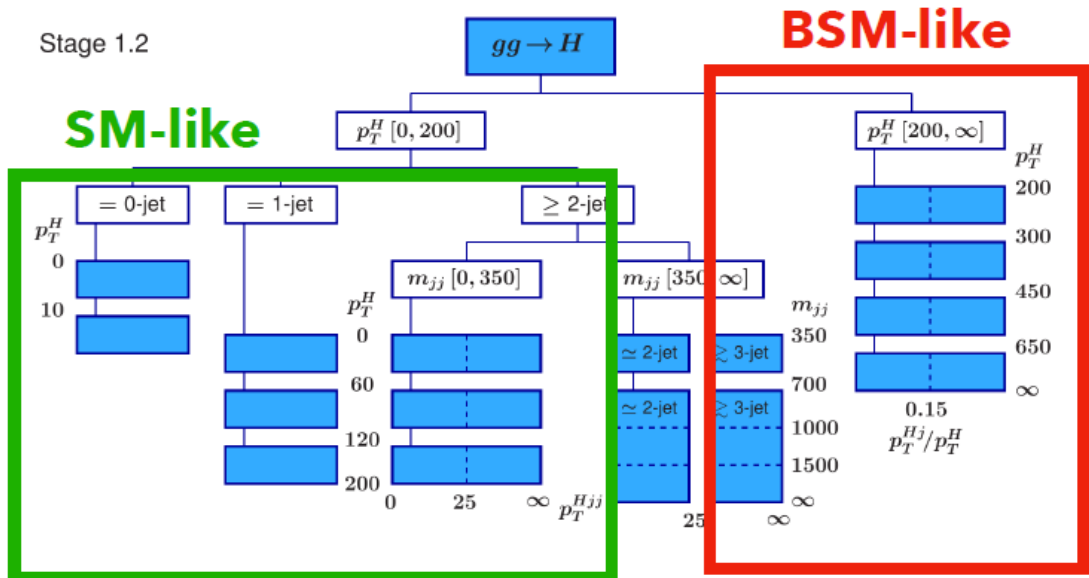 Stage 1.2
gg → H
BSM-like
SM-like
p_T^H [0, 200]
p_T^H [200, ∞]
= 0-jet
= 1-jet
≥ 2-jet
p_T^H
0
10
m_jj [0, 350]
m_jj [350, ∞]
p_T^H
0
60
120
200
0
25
∞
p_T^Hjj
≃ 2-jet
≳ 3-jet
≃ 2-jet
≳ 3-jet
m_jj
350
700
1000
1500
∞
25
∞
p_T^H
200
300
450
650
∞
0.15
p_T^Hj/p_T^H